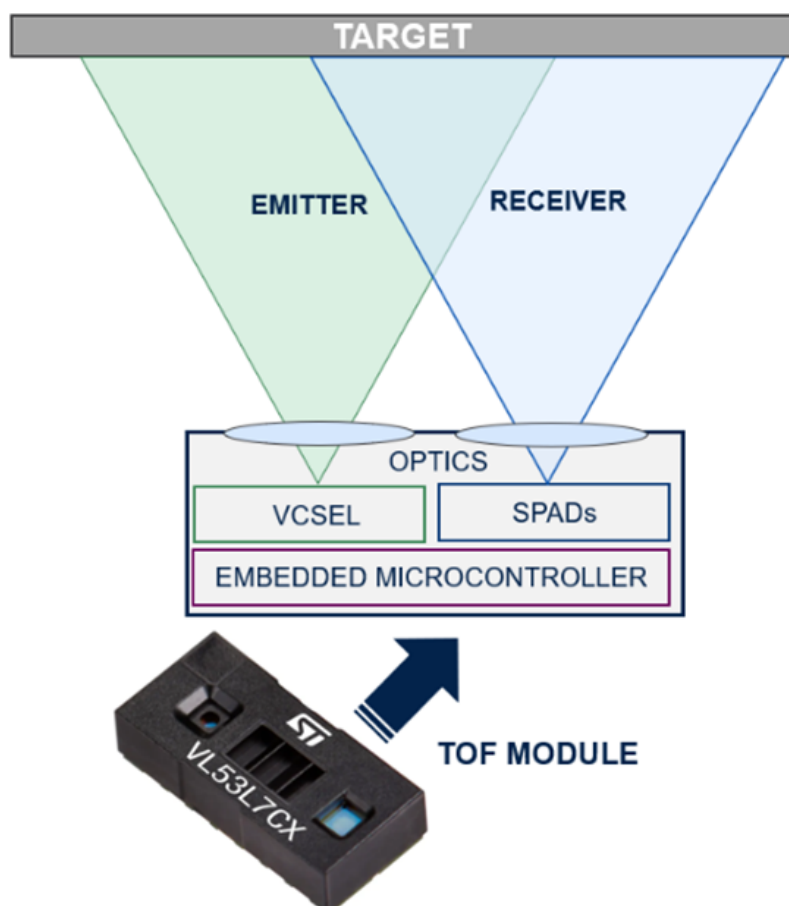 TARGET
EMITTER
RECEIVER
OPTICS
VCSEL
SPADs
EMBEDDED MICROCONTROLLER
ST
VL53L7CX
TOF MODULE